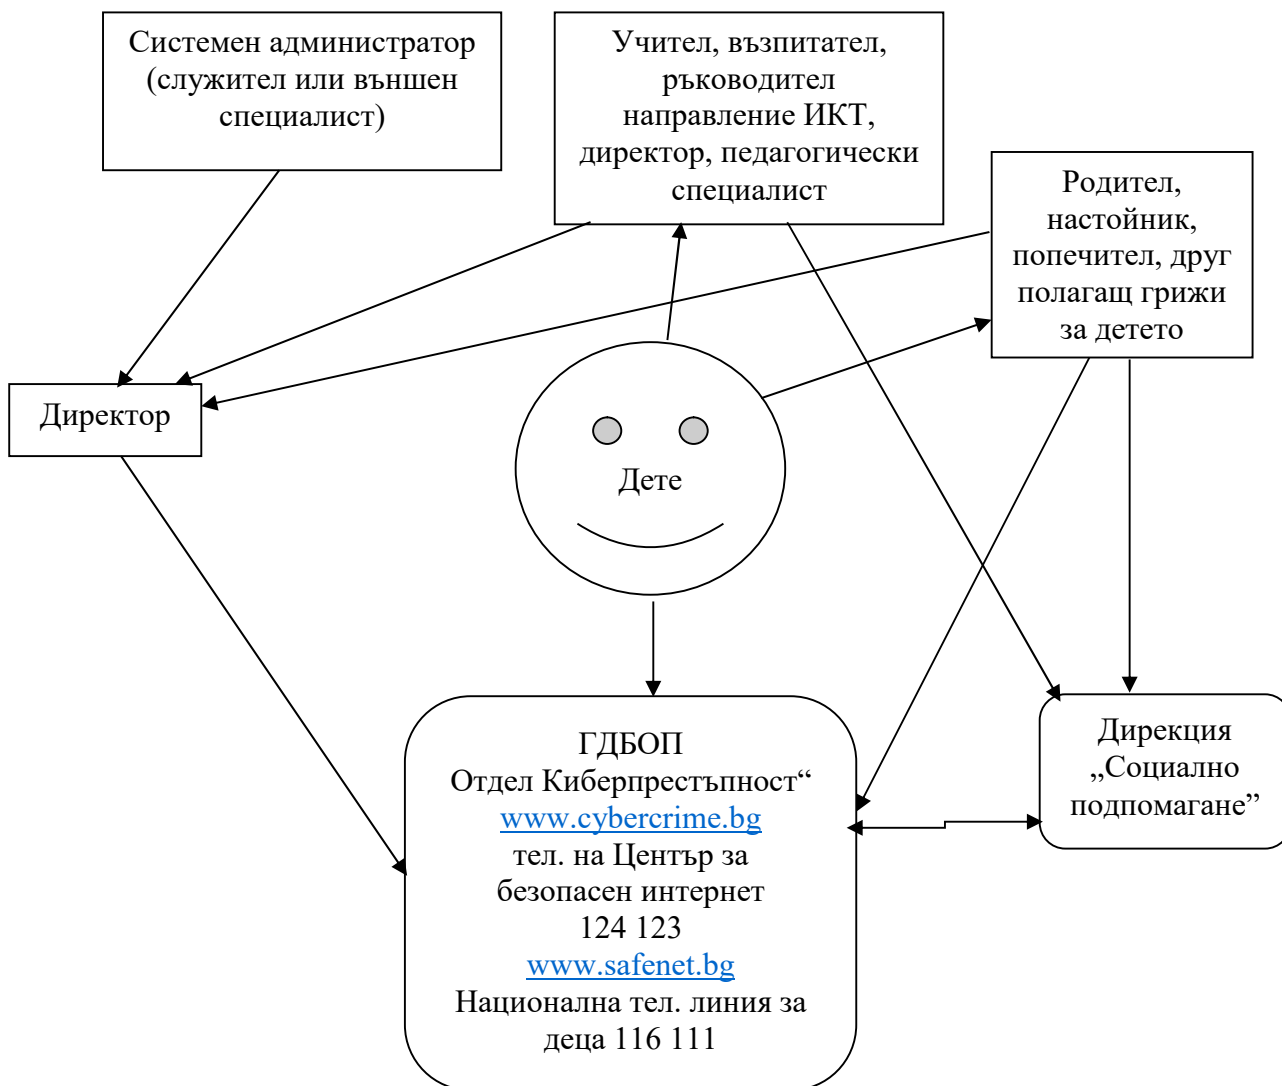 Системен администратор
(служител или външен
специалист)
Учител, възпитател,
ръководител
направление ИКТ,
директор, педагогически
специалист
Родител,
настойник,
попечител, друг
полагащ грижи
за детето
Директор
Дете
ГДБОП
Отдел Киберпрестъпност“
www.cybercrime.bg
тел. на Център за
безопасен интернет
124 123
www.safenet.bg
Национална тел. линия за
деца 116 111
Дирекция
„Социално
подпомагане”